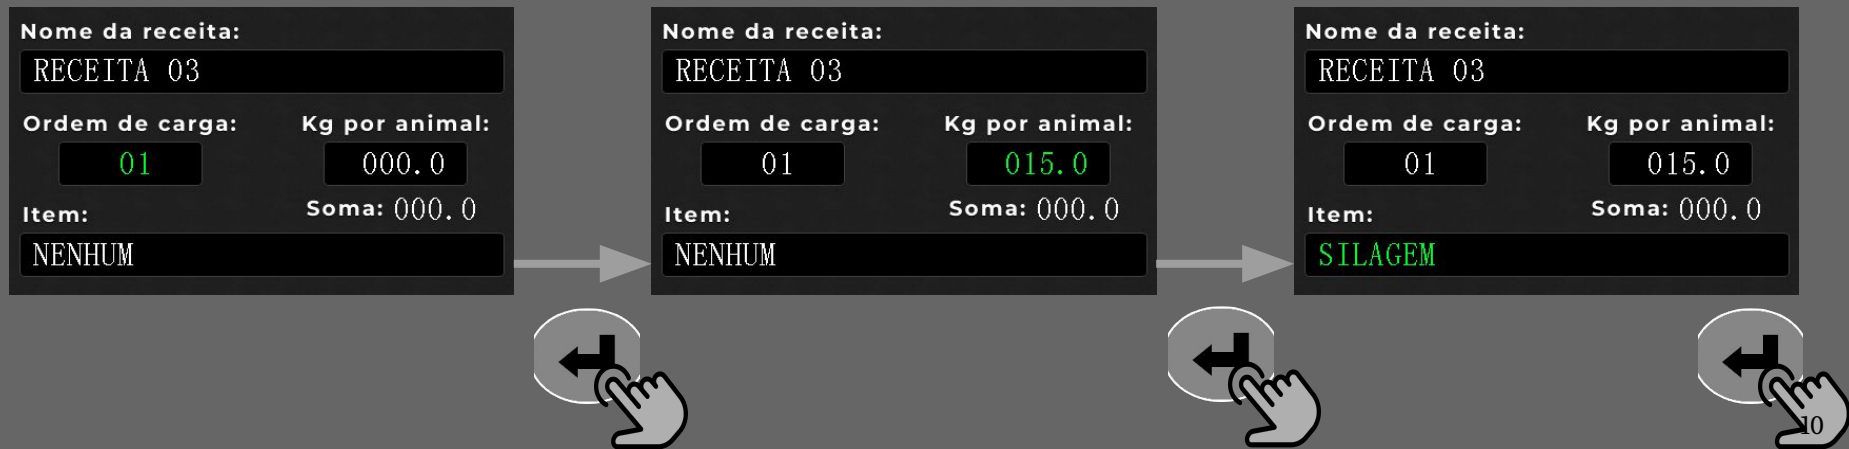 Nome da receita:
RECEITA 03
Ordem de carga: Kg por animal:
01 000.0
Item: Soma: 000.0
NENHUM
Nome da receita:
RECEITA 03
Ordem de carga: Kg por animal:
01 015.0
Item: Soma: 000.0
NENHUM
Nome da receita:
RECEITA 03
Ordem de carga: Kg por animal:
01 015.0
Item: Soma: 000.0
SILAGEM
10